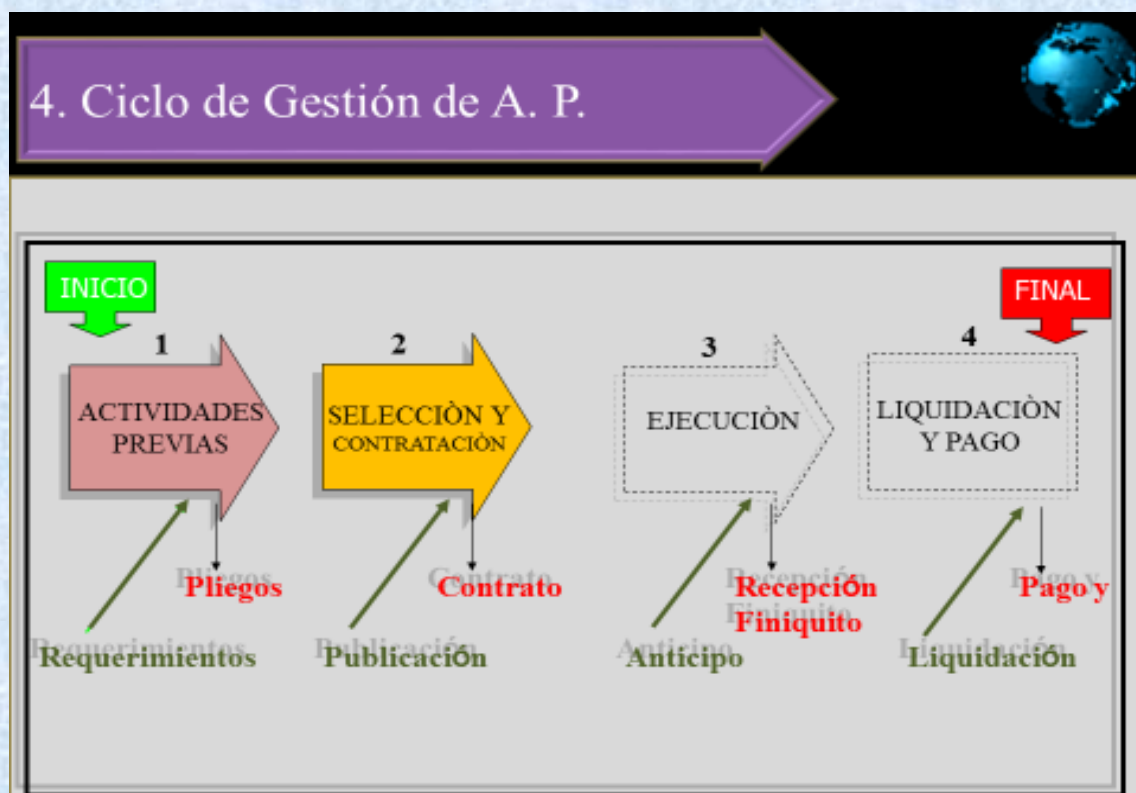 4. Ciclo de Gestión de A. P.
INICIO
FINAL
1
2
3
4
ACTIVIDADES
PREVIAS
SELECCIÒN Y
CONTRATACIÒN
EJECUCIÒN
LIQUIDACIÒN
Y PAGO
Pliegos
Contrato
Recepción
Finiquito
Pago y
Requerimientos
Publicación
Anticipo
Liquidación